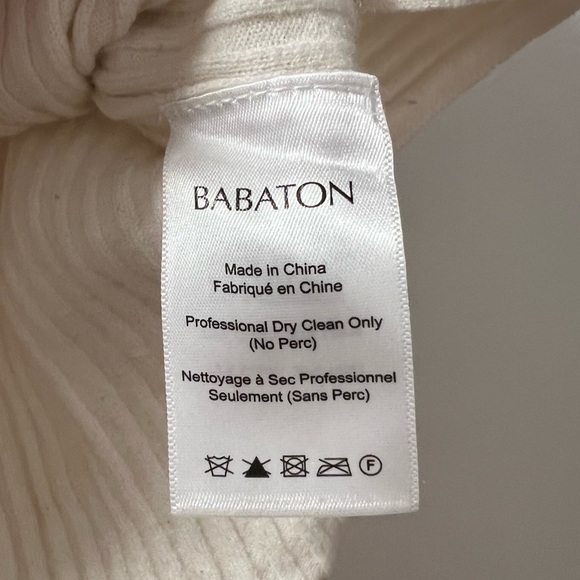 BABATON
Made in China
Fabriqué en Chine
Professional Dry Clean Only
(No Perc)
Nettoyage à Sec Professionnel
Seulement (Sans Perc)
F